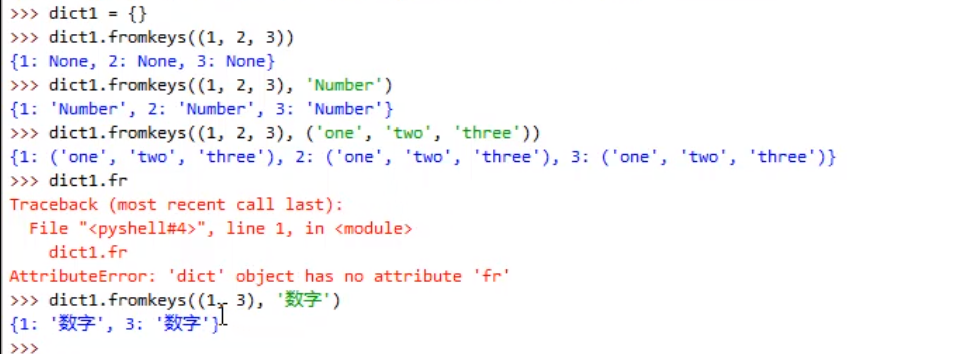 >>> dict1 = {}
>>> dict1.fromkeys((1, 2, 3))
{1: None, 2: None, 3: None}
>>> dict1.fromkeys((1, 2, 3), 'Number')
{1: 'Number', 2: 'Number', 3: 'Number'}
>>> dict1.fromkeys((1, 2, 3), ('one', 'two', 'three'))
{1: ('one', 'two', 'three'), 2: ('one', 'two', 'three'), 3: ('one', 'two', 'three')}
>>> dict1.fr
Traceback (most recent call last):
  File "<pyshell#4>", line 1, in <module>
    dict1.fr
AttributeError: 'dict' object has no attribute 'fr'
>>> dict1.fromkeys((1, 3), '数字')
{1: '数字', 3: '数字'}
>>>